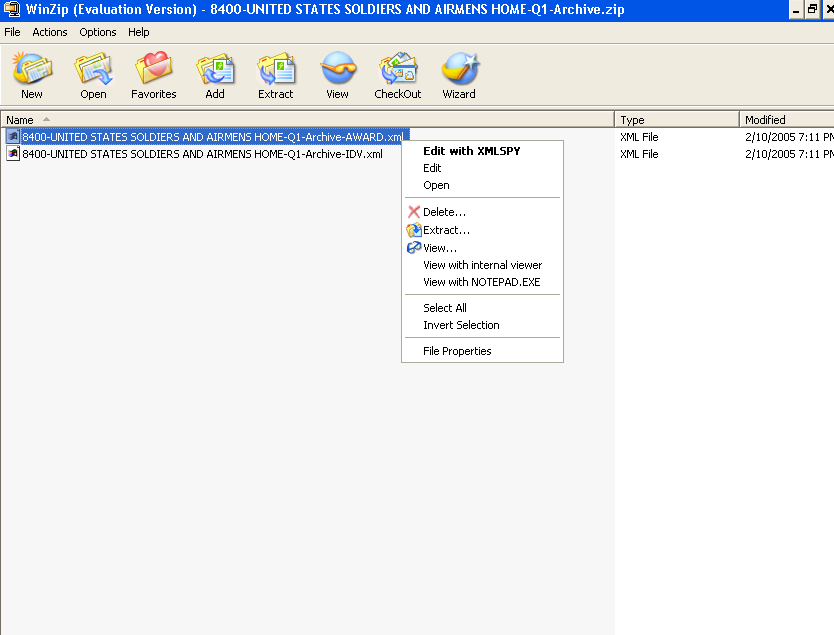 WinZip (Evaluation Version) - 8400-UNITED STATES SOLDIERS AND AIRMENS HOME-Q1-Archive.zip
File Actions Options Help
New Open Favorites Add Extract View CheckOut Wizard
Name Type Modified
8400-UNITED STATES SOLDIERS AND AIRMENS HOME-Q1-Archive-AWARD.xml XML File 2/10/2005 7:11 PM
8400-UNITED STATES SOLDIERS AND AIRMENS HOME-Q1-Archive-IDV.xml XML File 2/10/2005 7:11 PM
Edit with XMLSPY
Edit
Open
Delete...
Extract...
View...
View with internal viewer
View with NOTEPAD.EXE
Select All
Invert Selection
File Properties